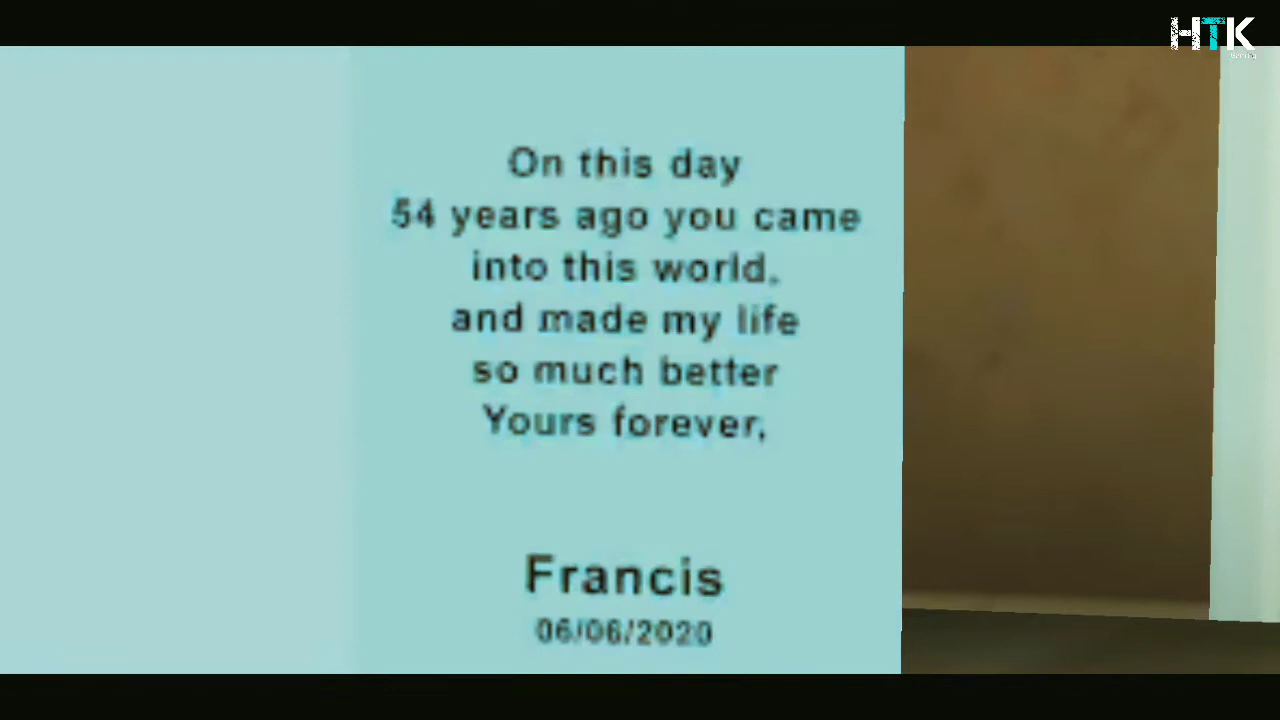 HTK
On this day
54 years ago you came
into this world,
and made my life
so much better
Yours forever,
Francis
06/06/2020